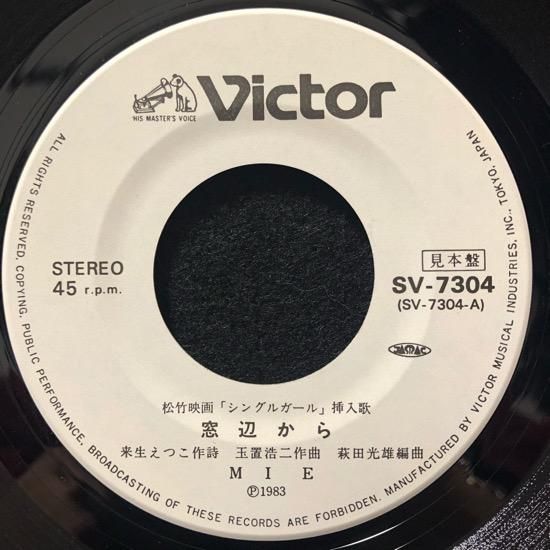 Victor
"HIS MASTER'S VOICE"
STEREO
45 r.p.m.
見本盤
SV-7304
(SV-7304-A)
JASRAC
松竹映画「シングルガール」挿入歌
窓辺から
来生えつこ作詩 玉置浩二作曲 萩田光雄編曲
MIE
Ⓟ1983
ALL RIGHTS RESERVED. COPYING, PUBLIC PERFORMANCE, BROADCASTING OF THESE RECORDS ARE FORBIDDEN. MANUFACTURED BY VICTOR MUSICAL INDUSTRIES, INC., TOKYO, JAPAN